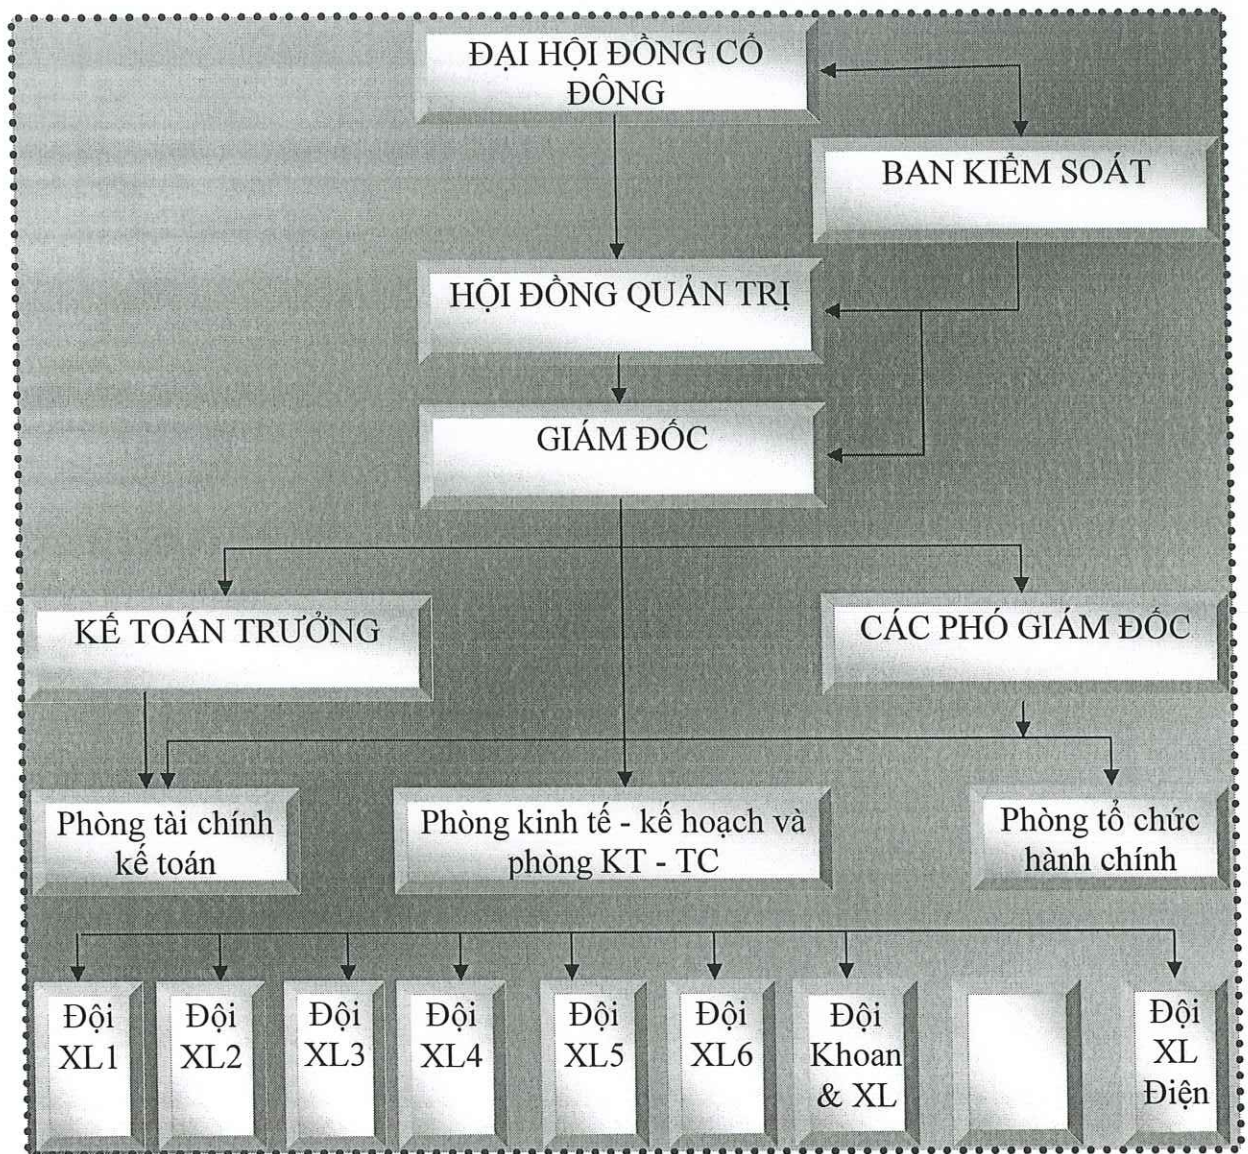 ĐẠI HỘI ĐỒNG CỔ
ĐÔNG
BAN KIỂM SOÁT
HỘI ĐỒNG QUẢN TRỊ
GIÁM ĐỐC
KẾ TOÁN TRƯỞNG
CÁC PHÓ GIÁM ĐỐC
Phòng tài chính
kế toán
Phòng kinh tế - kế hoạch và
phòng KT - TC
Phòng tổ chức
hành chính
Đội
XL1
Đội
XL2
Đội
XL3
Đội
XL4
Đội
XL5
Đội
XL6
Đội
Khoan
& XL
Đội
XL
Điện